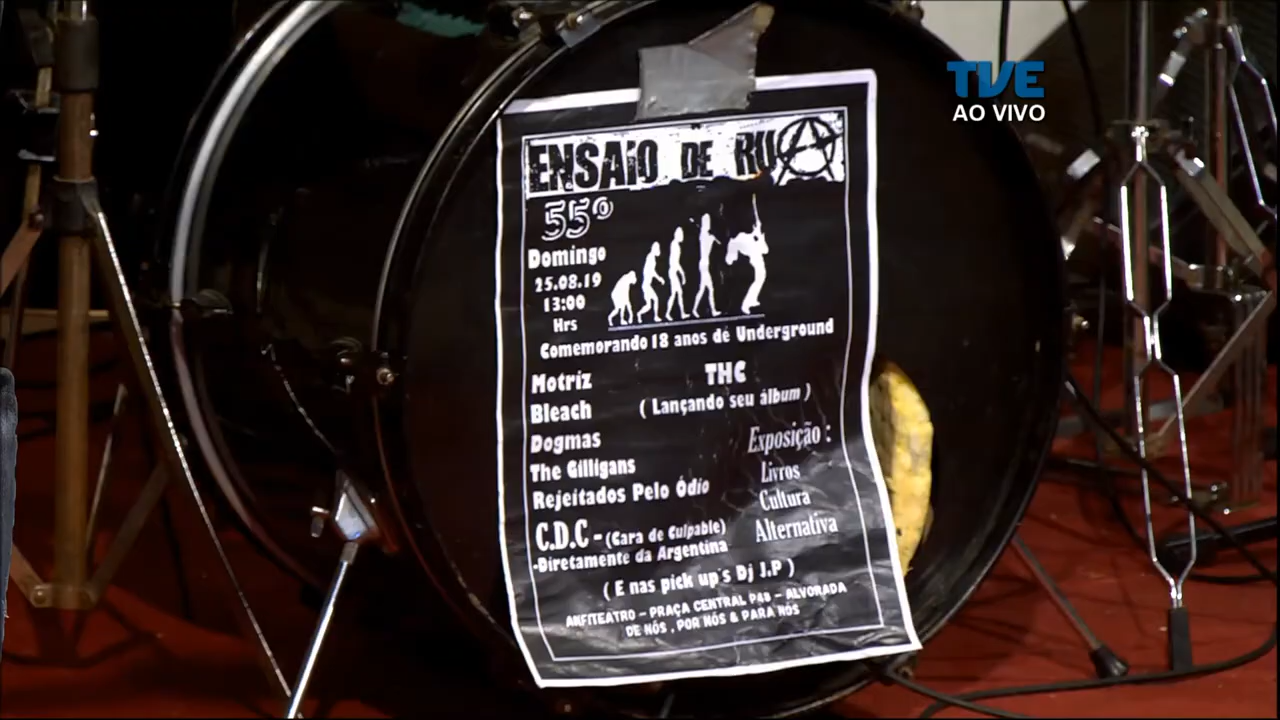 TVE
AO VIVO
ENSAIO DE RUA
55º
Domingo
25.08.19
13:00
Hrs
Comemorando 18 anos de Underground
Motriz
THC
Bleach
( Lançando seu álbum )
Dogmas
Exposição :
The Gilligans
Livros
Rejeitados Pelo Ódio
Cultura
C.D.C - (Cara de Culpable)
Alternativa
-Diretamente da Argentina
( E nas pick up's Dj J.P )
ANFITEATRO - PRAÇA CENTRAL P48 - ALVORADA
DE NÓS , POR NÓS & PARA NÓS